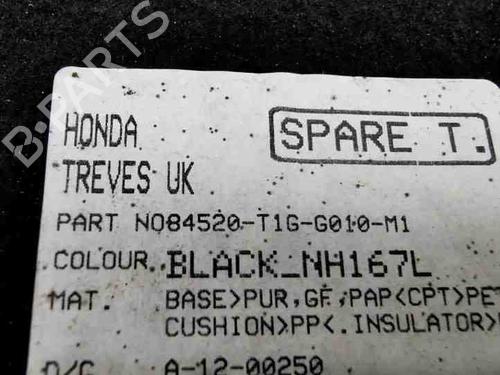 HONDA
SPARE T.
TREVES UK
PART NO84520-T1G-G010-M1
COLOUR BLACK_NH167L
MAT. BASE>PUR,GF,PAP<CPT>PET
CUSHION>PP<.INSULATOR>
D/C A-12-00250
B-PARTS